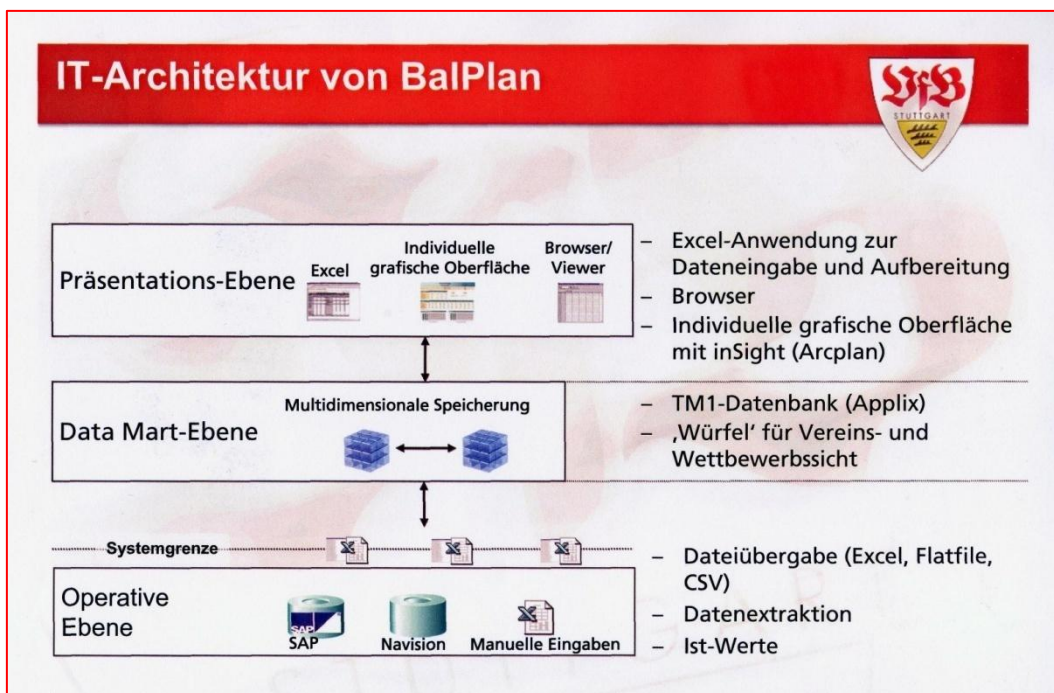 IT-Architektur von BalPlan
VfB
STUTTGART
Präsentations-Ebene
Excel
Individuelle
grafische Oberfläche
Browser/
Viewer
– Excel-Anwendung zur
Dateneingabe und Aufbereitung
– Browser
– Individuelle grafische Oberfläche
mit inSight (Arcplan)
Data Mart-Ebene
Multidimensionale Speicherung
– TM1-Datenbank (Applix)
– ‚Würfel‘ für Vereins- und
Wettbewerbssicht
Systemgrenze
Operative
Ebene
SAP
SAP
Navision
Manuelle Eingaben
– Dateiübergabe (Excel, Flatfile,
CSV)
– Datenextraktion
– Ist-Werte